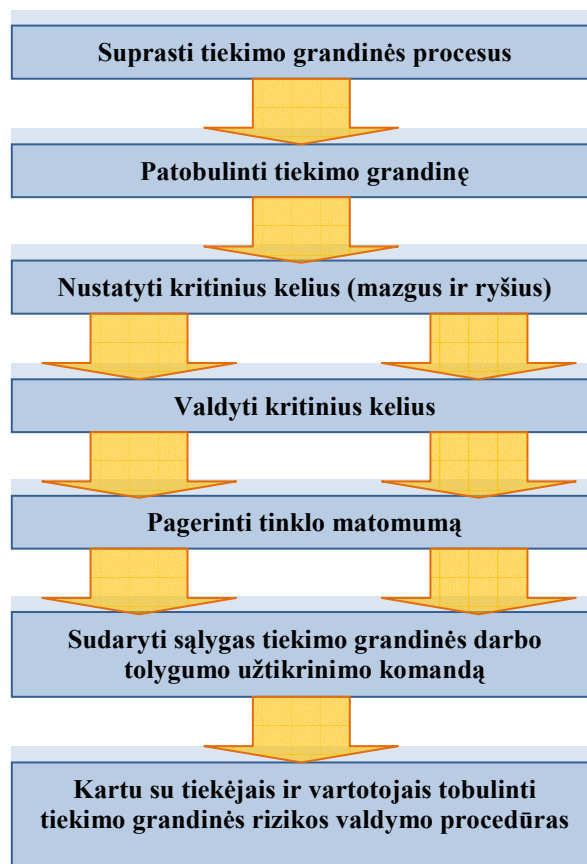 Suprasti tiekimo grandinės procesus
Patobulinti tiekimo grandinę
Nustatyti kritinius kelius (mazgus ir ryšius)
Valdyti kritinius kelius
Pagerinti tinklo matomumą
Sudaryti sąlygas tiekimo grandinės darbo
tolygumo užtikrinimo komandą
Kartu su tiekėjais ir vartotojais tobulinti
tiekimo grandinės rizikos valdymo procedūras